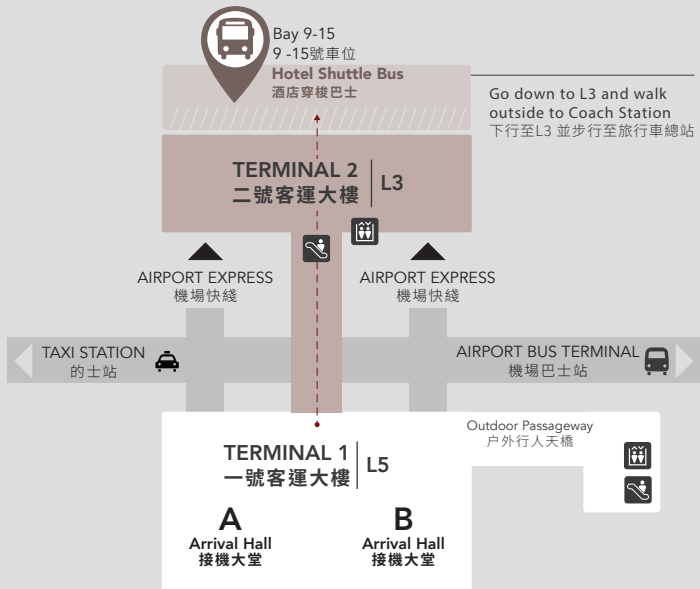 Bay 9-15
9 -15號車位
Hotel Shuttle Bus
酒店穿梭巴士
Go down to L3 and walk
outside to Coach Station
下行至L3 並步行至旅行車總站
TERMINAL 2
二號客運大樓
L3
AIRPORT EXPRESS
機場快綫
AIRPORT EXPRESS
機場快綫
TAXI STATION
的士站
AIRPORT BUS TERMINAL
機場巴士站
Outdoor Passageway
户外行人天橋
TERMINAL 1
一號客運大樓
L5
A
Arrival Hall
接機大堂
B
Arrival Hall
接機大堂